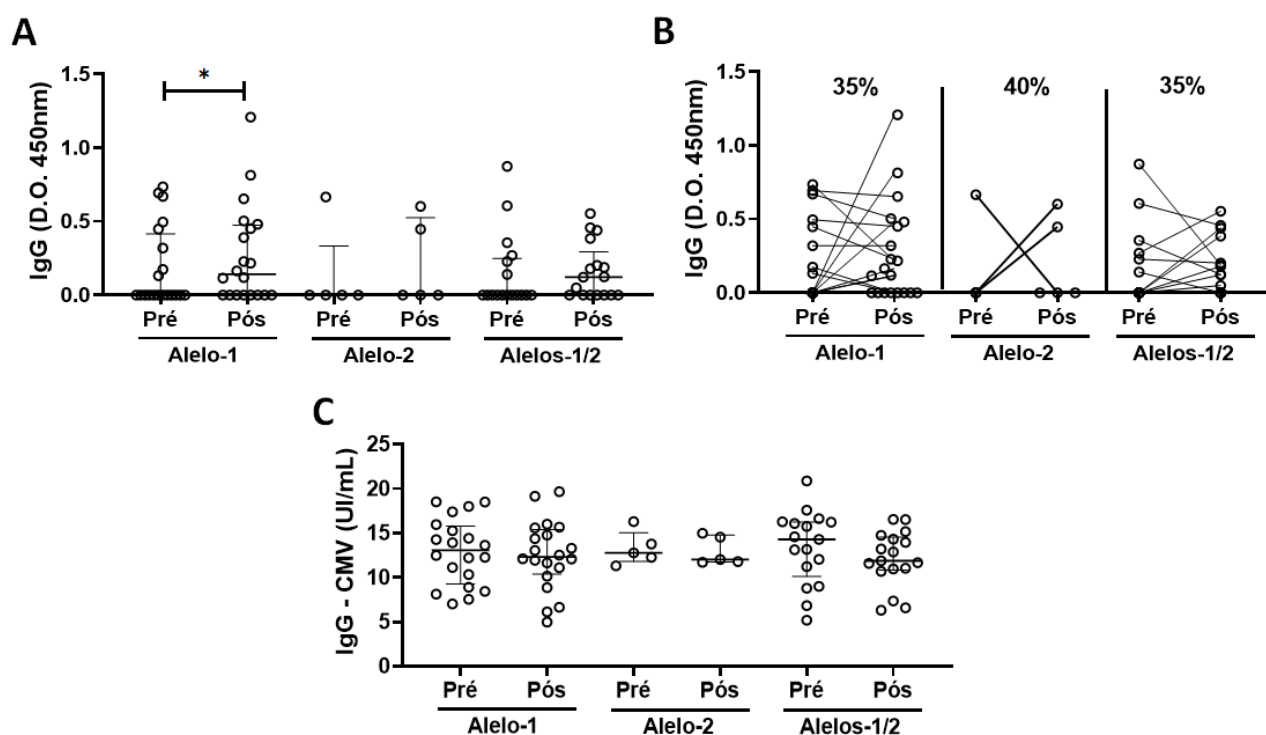 A
IgG (D.O. 450nm)
1.5
1.0
0.5
0.0
*
Pré Pós Pré Pós Pré Pós
Alelo-1 Alelo-2 Alelos-1/2
B
IgG (D.O. 450nm)
1.5
1.0
0.5
0.0
35% 40% 35%
Pré Pós Pré Pós Pré Pós
Alelo-1 Alelo-2 Alelos-1/2
C
IgG - CMV (UI/mL)
25
20
15
10
5
0
Pré Pós Pré Pós Pré Pós
Alelo-1 Alelo-2 Alelos-1/2